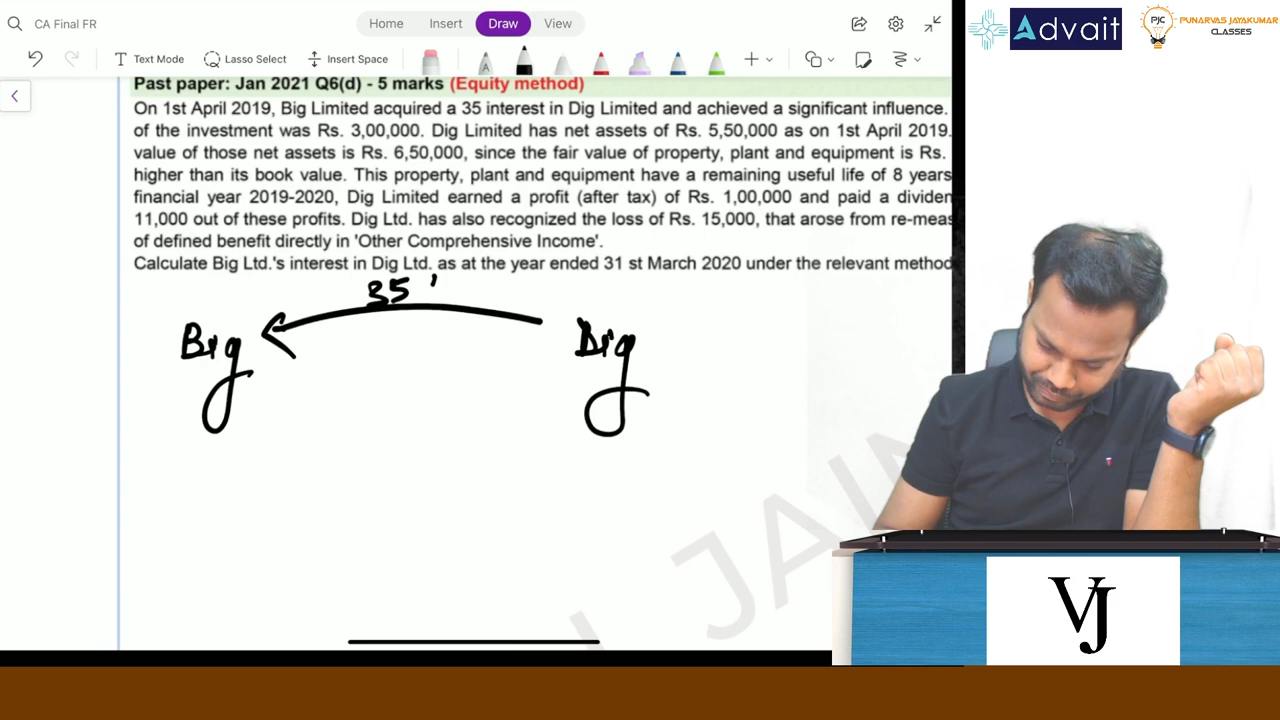 CA Final FR
Home Insert Draw View
Text Mode Lasso Select Insert Space
Advait
PJC PUNARVAS JAYAKUMAR
CLASSES
Past paper: Jan 2021 Q6(d) - 5 marks (Equity method)
On 1st April 2019, Big Limited acquired a 35 interest in Dig Limited and achieved a significant influence.
of the investment was Rs. 3,00,000. Dig Limited has net assets of Rs. 5,50,000 as on 1st April 2019.
value of those net assets is Rs. 6,50,000, since the fair value of property, plant and equipment is Rs.
higher than its book value. This property, plant and equipment have a remaining useful life of 8 years
financial year 2019-2020, Dig Limited earned a profit (after tax) of Rs. 1,00,000 and paid a dividen
11,000 out of these profits. Dig Ltd. has also recognized the loss of Rs. 15,000, that arose from re-meas
of defined benefit directly in 'Other Comprehensive Income'.
Calculate Big Ltd.'s interest in Dig Ltd. as at the year ended 31 st March 2020 under the relevant method
35 '
Big Dig
JAIN
VJ